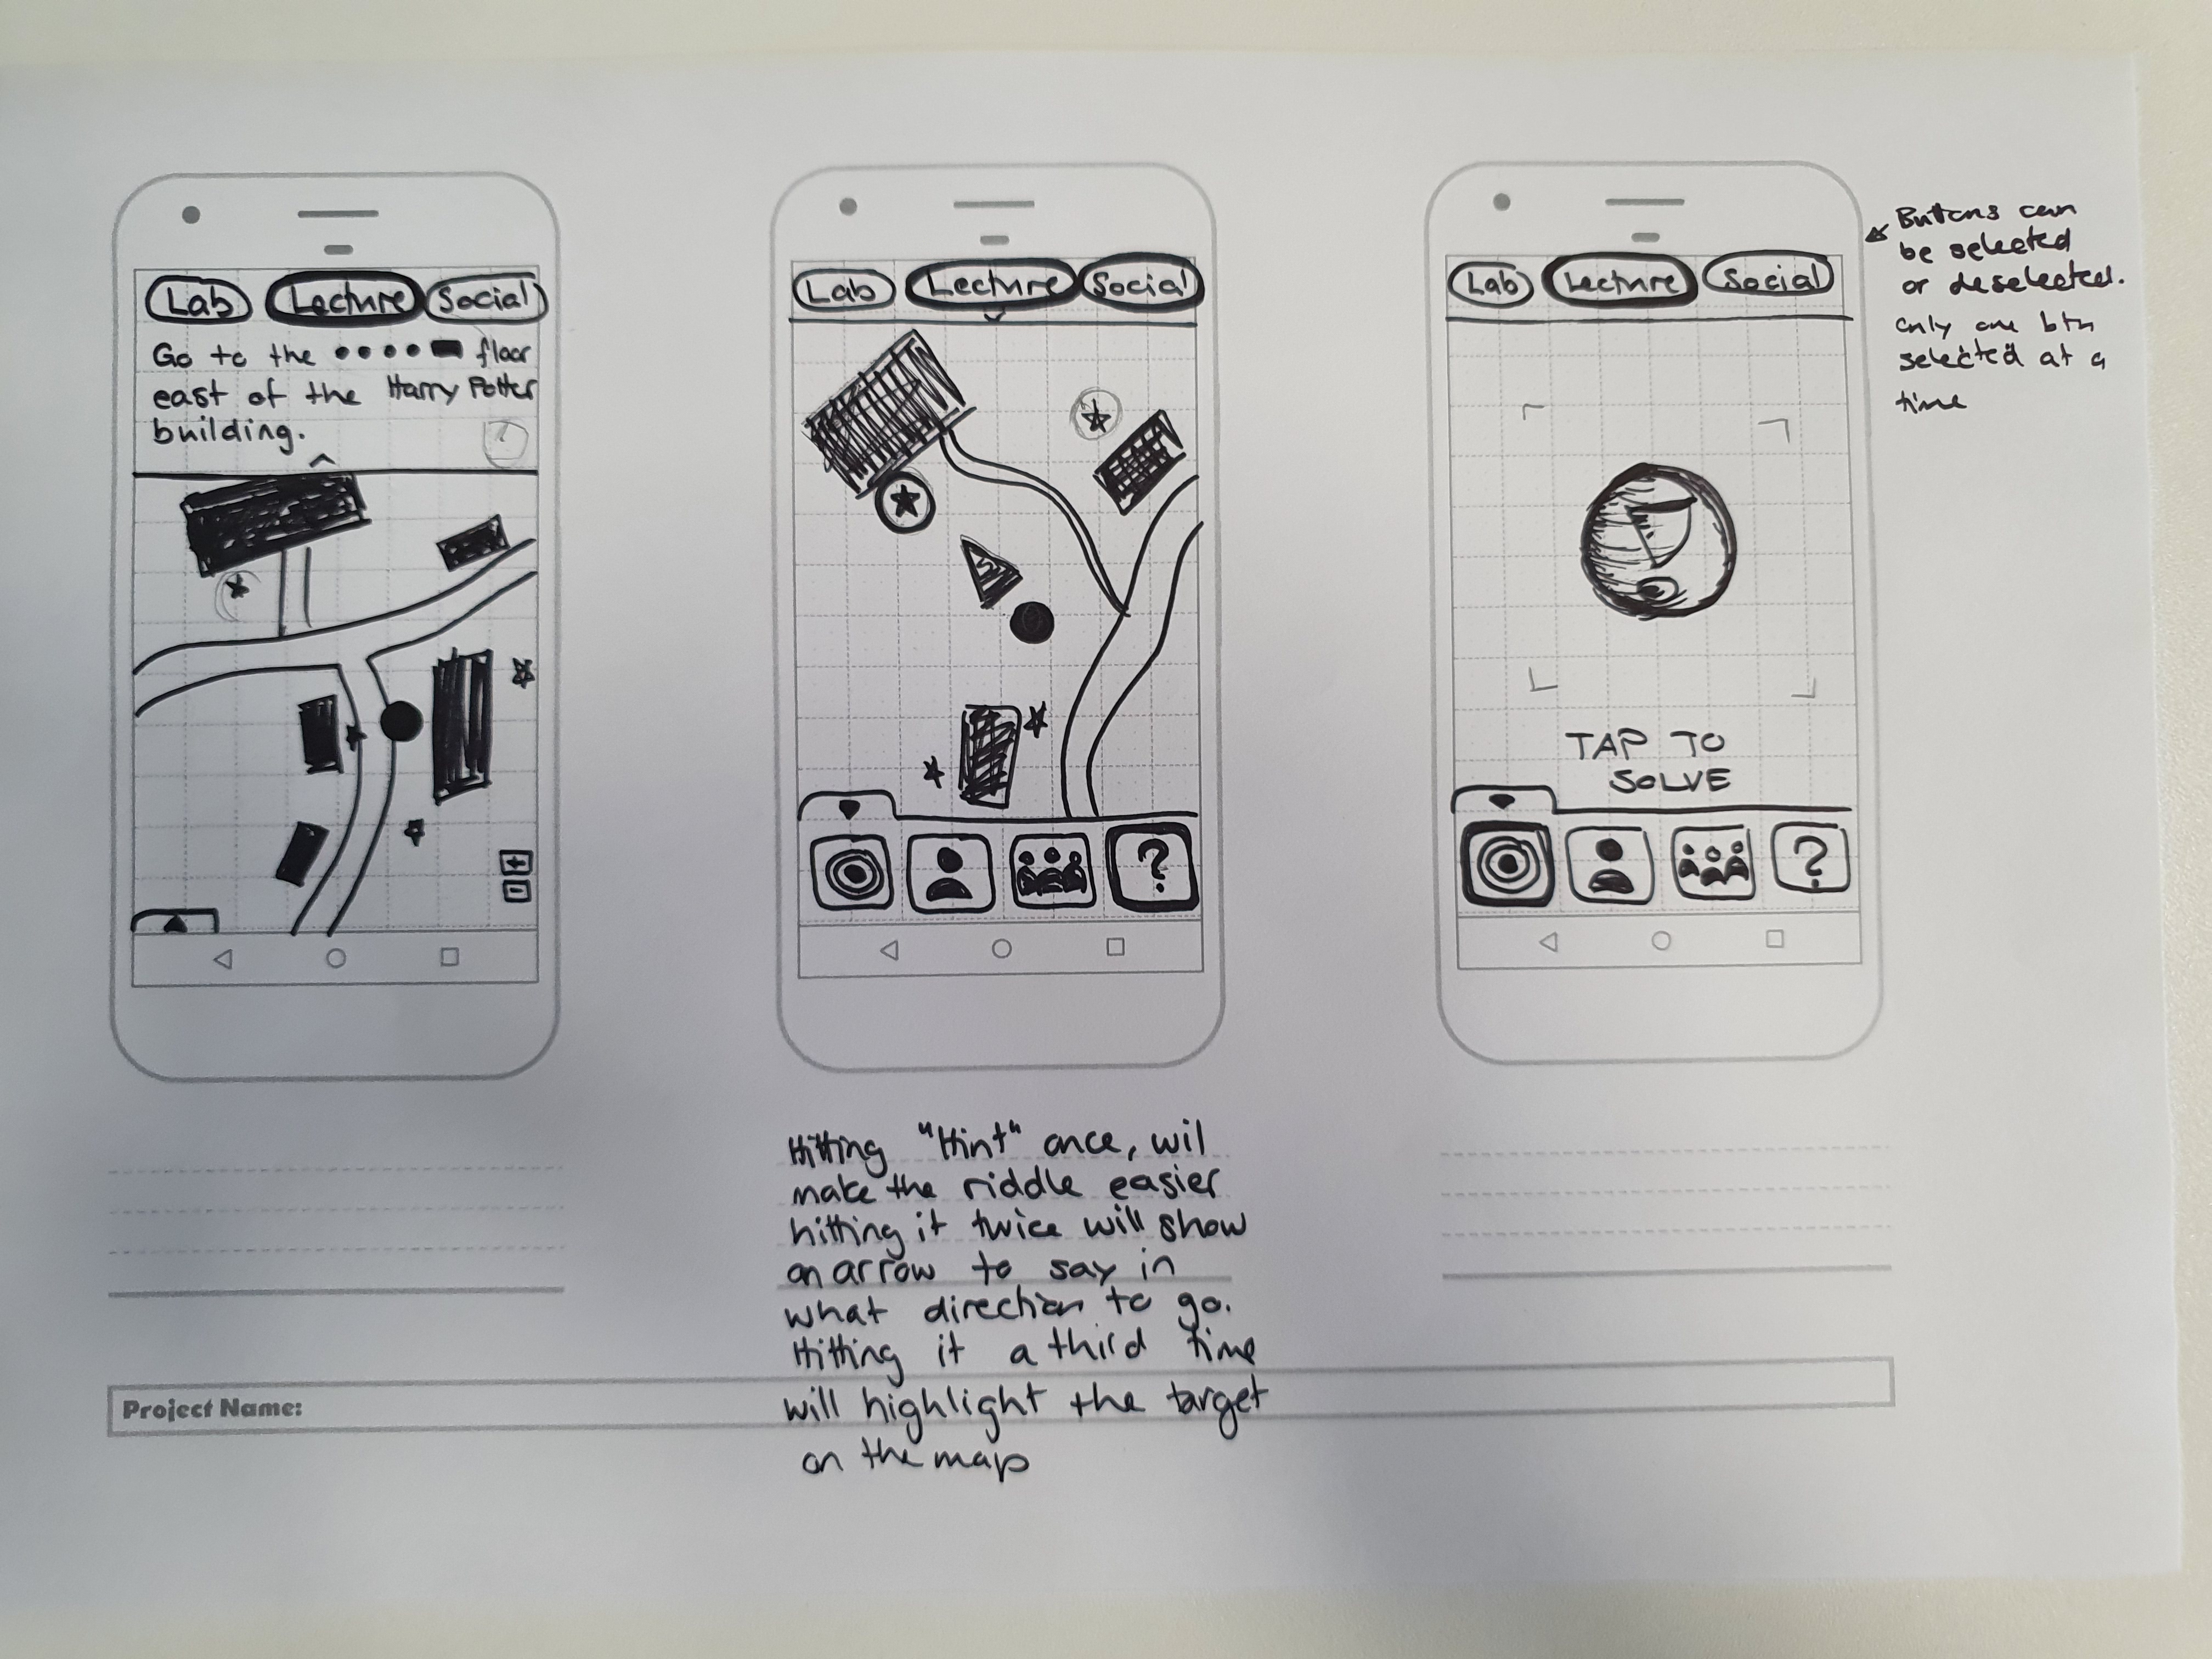 Lab Lecture Social
Go to the •••• floor
east of the Harry Potter
building.
Lab Lecture Social
?
Hitting "Hint" once, wil
make the riddle easier
hitting it twice will show
an arrow to say in
what direction to go.
Hitting it a third time
will highlight the target
on the map
Lab Lecture Social
TAP TO
SOLVE
?
Buttons can
be selected
or deselected.
only one btn
selected at a
time
Project Name: